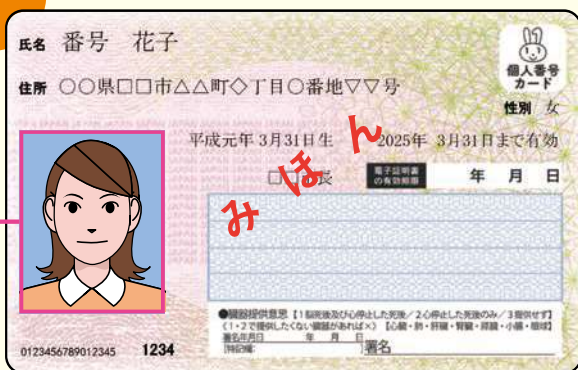 氏名 番号 花子
個人番号
カード
住所 〇〇県□□市△△町◇丁目〇番地▽▽号
性別 女
平成元年3月31日生 2025年 3月31日まで有効
みほん
□□長
電子証明書
の有効期限
年 月 日
●臓器提供意思【1脳死後及び心停止した死後/2心停止した死後のみ/3提供せず】
《1・2で提供したくない臓器があれば×》【心臓・肺・肝臓・腎臓・膵臓・小腸・眼球】
署名年月日 年 月 日
[特記欄: ] 署名
0123456789012345 1234